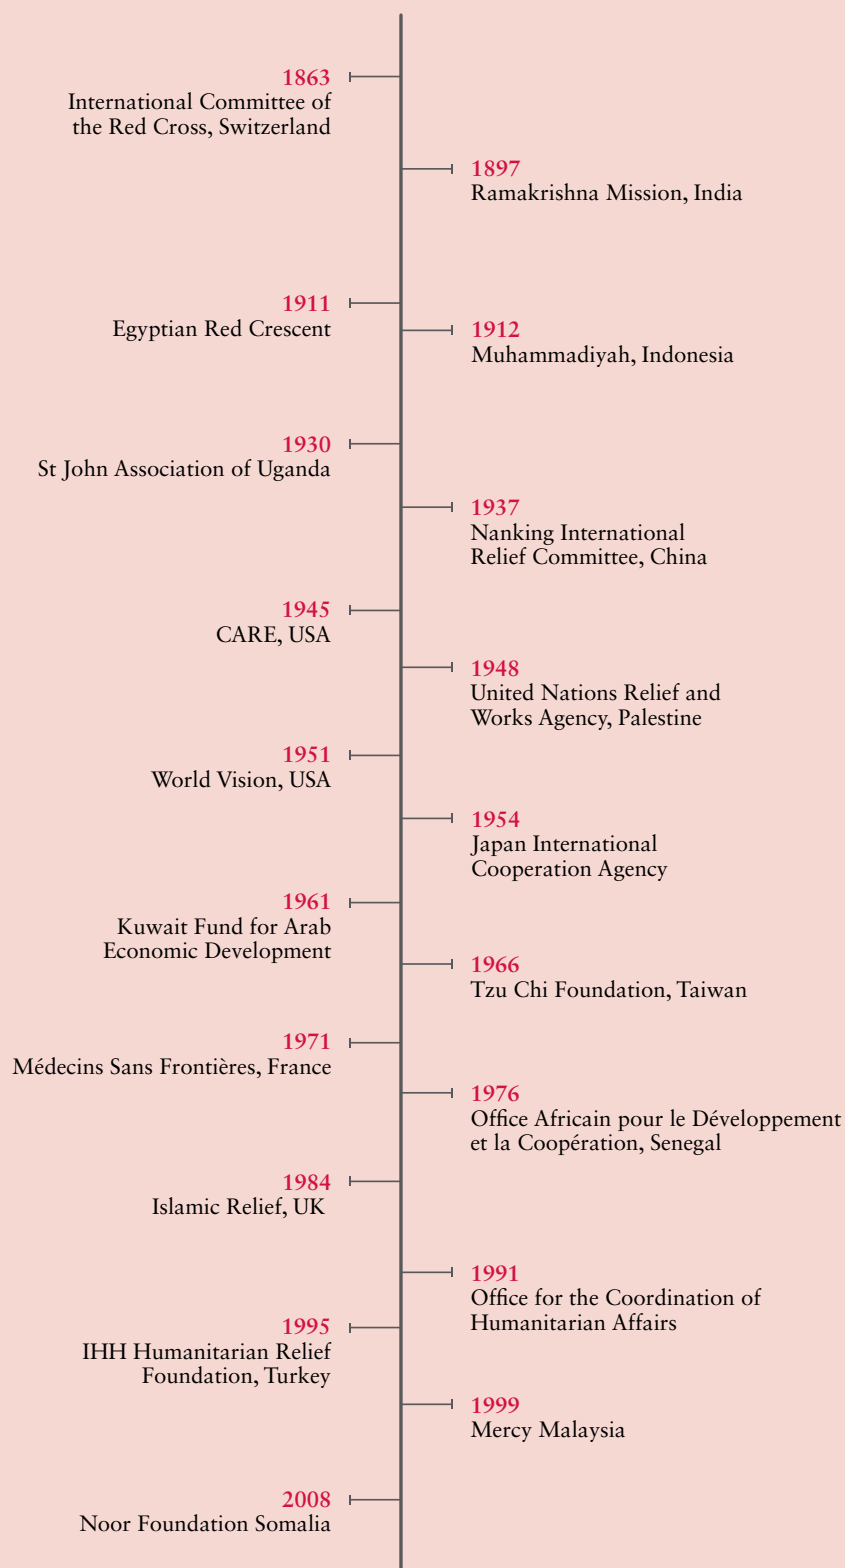 1863
International Committee of
the Red Cross, Switzerland
1897
Ramakrishna Mission, India
1911
Egyptian Red Crescent
1912
Muhammadiyah, Indonesia
1930
St John Association of Uganda
1937
Nanking International
Relief Committee, China
1945
CARE, USA
1948
United Nations Relief and
Works Agency, Palestine
1951
World Vision, USA
1954
Japan International
Cooperation Agency
1961
Kuwait Fund for Arab
Economic Development
1966
Tzu Chi Foundation, Taiwan
1971
Médecins Sans Frontières, France
1976
Office Africain pour le Développement
et la Coopération, Senegal
1984
Islamic Relief, UK
1991
Office for the Coordination of
Humanitarian Affairs
1995
IHH Humanitarian Relief
Foundation, Turkey
1999
Mercy Malaysia
2008
Noor Foundation Somalia